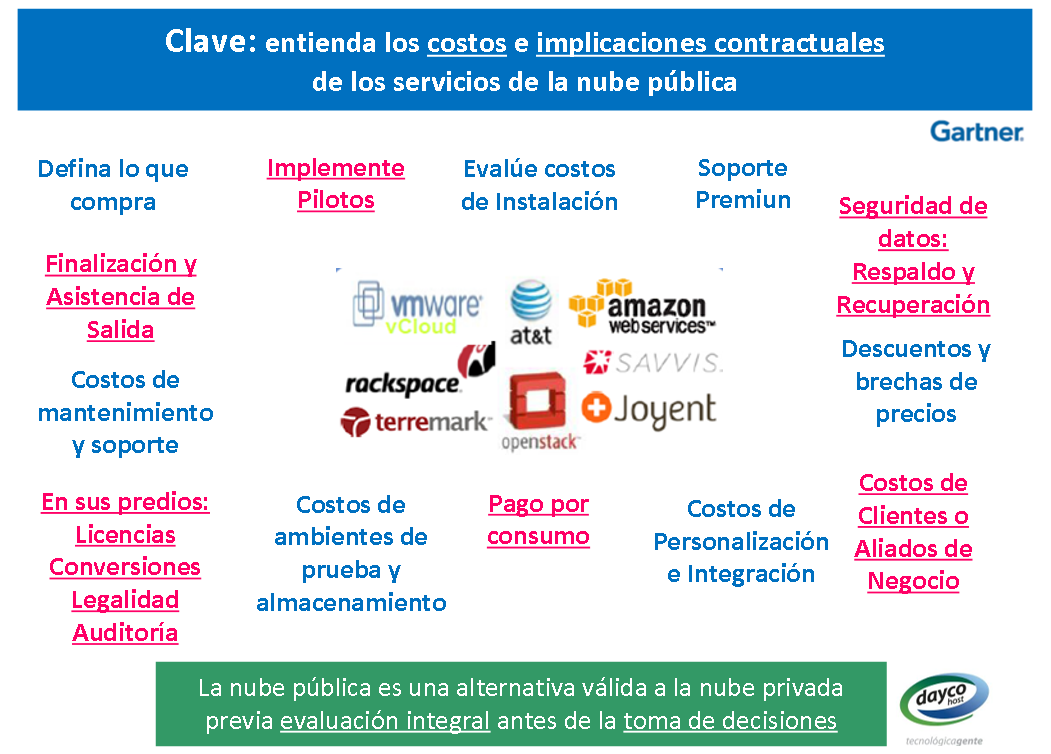 Clave: entienda los costos e implicaciones contractuales
de los servicios de la nube pública
Gartner.
Defina lo que
compra
Implemente
Pilotos
Evalúe costos
de Instalación
Soporte
Premiun
Seguridad de
datos:
Respaldo y
Recuperación
Finalización y
Asistencia de
Salida
vmware
vCloud
at&t
amazon
webservices™
rackspace.
SAVVIS.
terremark
openstack™
Joyent
Descuentos y
brechas de
precios
Costos de
mantenimiento
y soporte
En sus predios:
Licencias
Conversiones
Legalidad
Auditoría
Costos de
ambientes de
prueba y
almacenamiento
Pago por
consumo
Costos de
Personalización
e Integración
Costos de
Clientes o
Aliados de
Negocio
La nube pública es una alternativa válida a la nube privada
previa evaluación integral antes de la toma de decisiones
dayco
host
tecnológicagente